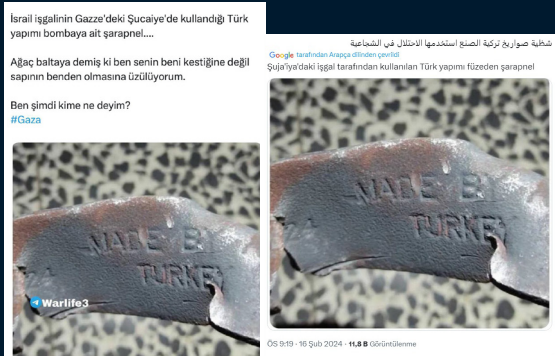 İsrail işgalinin Gazze'deki Şucaiye'de kullandığı Türk
yapımı bombaya ait şarapnel....
Ağaç baltaya demiş ki ben senin beni kestiğine değil
sapının benden olmasına üzülüyorum.
Ben şimdi kime ne deyim?
#Gaza
MADE BY
TURKEY
Warlife3
شظية صواريخ تركية الصنع استخدمها الاحتلال في الشجاعية
Google tarafından Arapça dilinden çevrildi
Şuja'iya'daki işgal tarafından kullanılan Türk yapımı füzeden şarapnel
MADE BY
TURKEY
ÖS 9:19 · 16 Şub 2024 · 11,8 B Görüntülenme